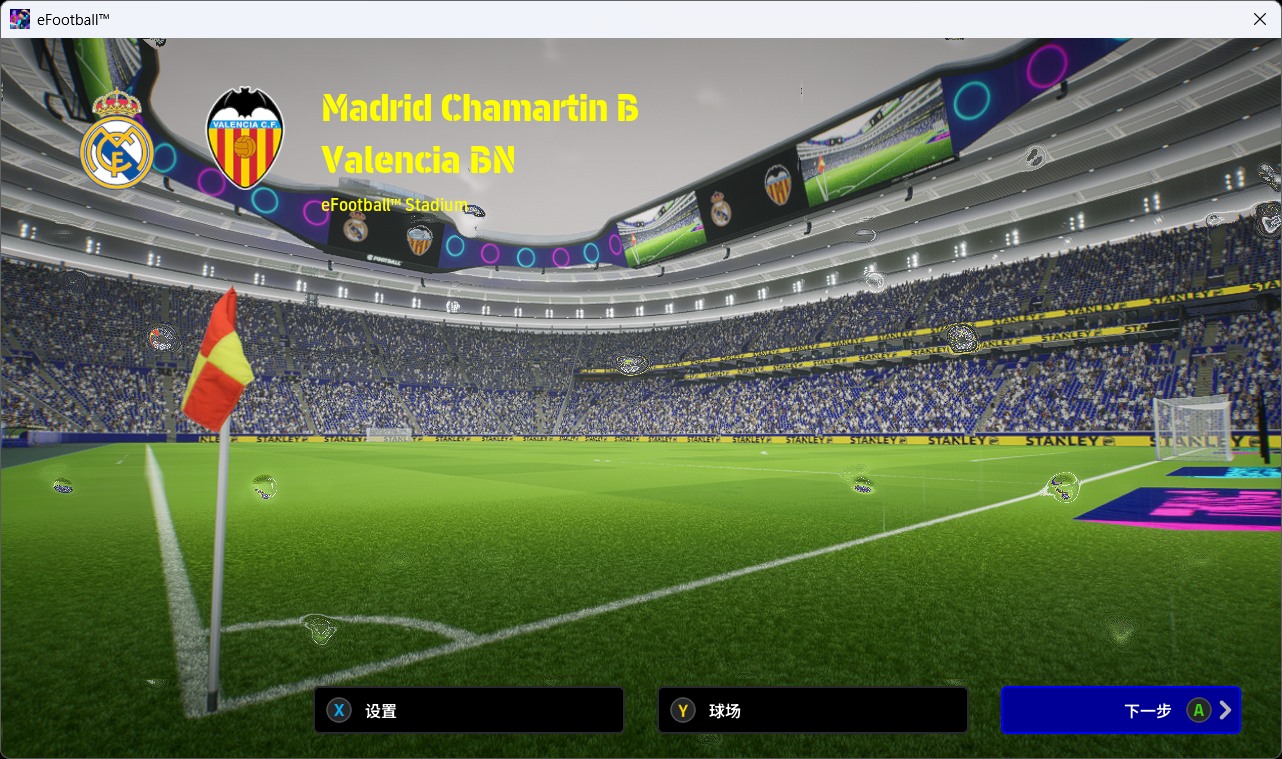 eFootball™
Madrid Chamartin B
Valencia BN
eFootball™ Stadium
VALENCIA C.F.
STANLEY
STANLEY
STANLEY
STANLEY
X 设置
Y 球场
下一步 A